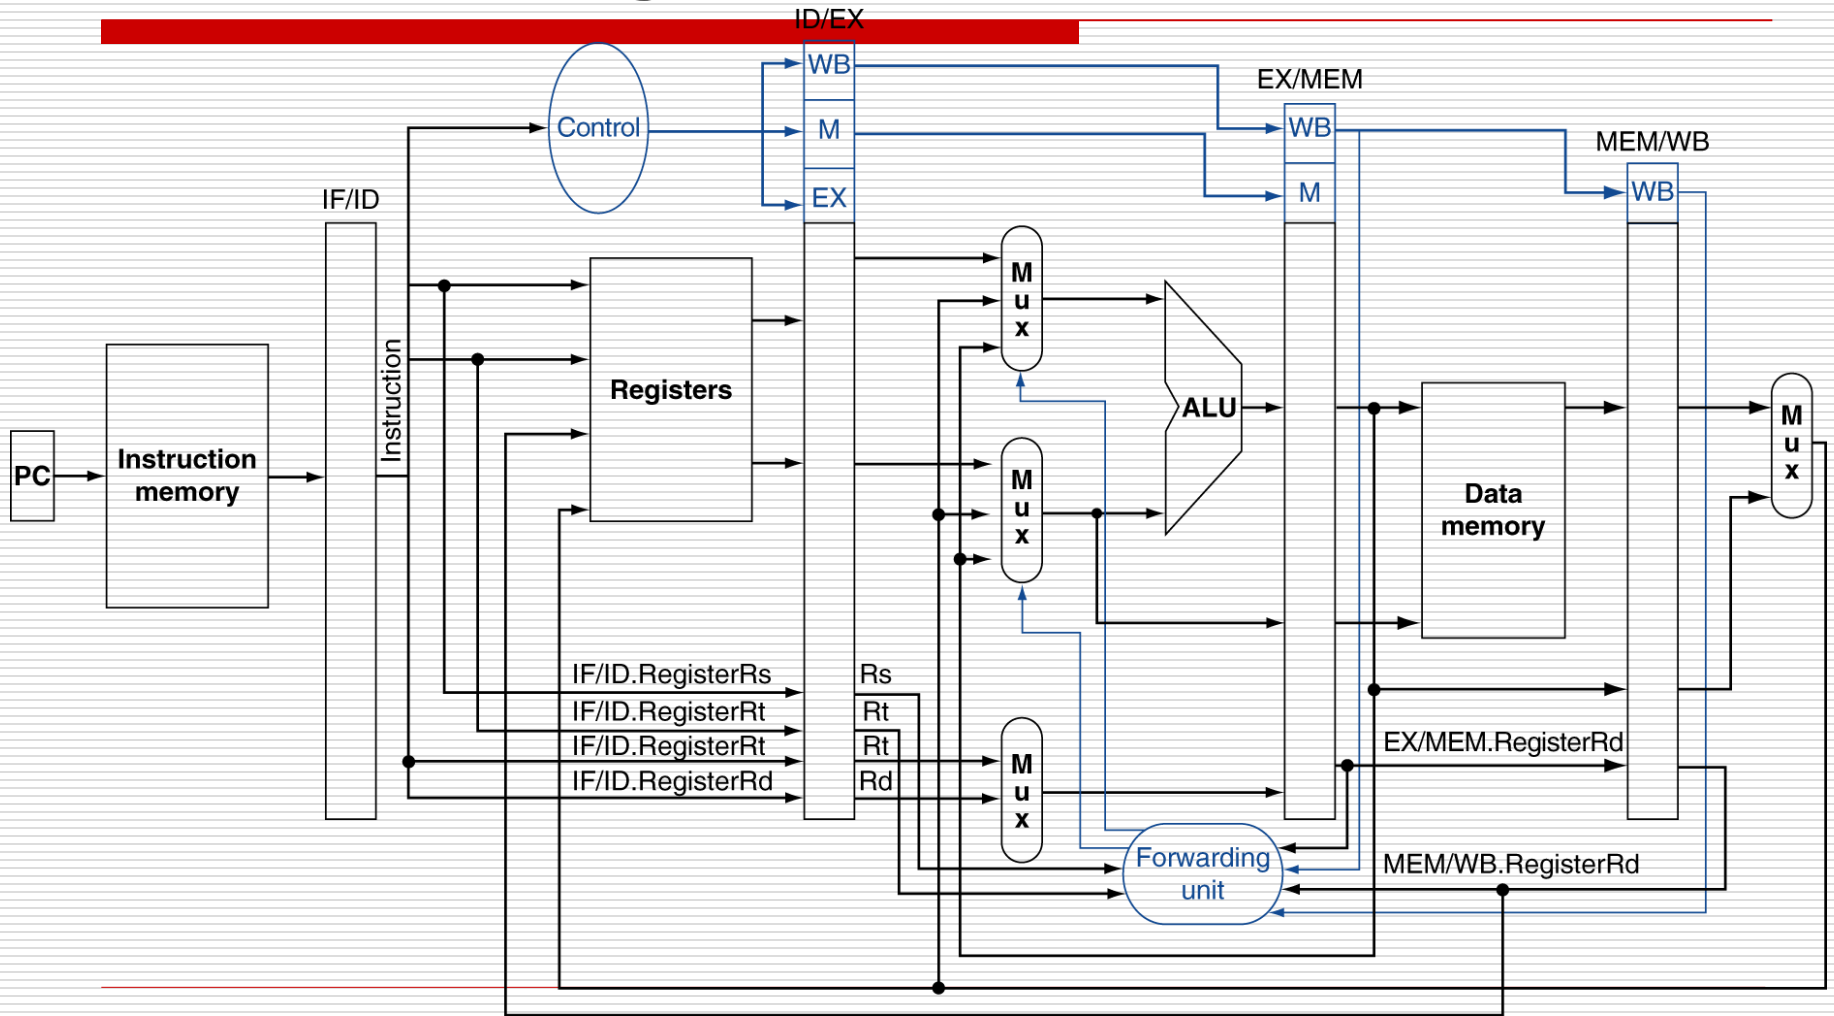 ID/EX
WB
EX/MEM
Control
M
WB
MEM/WB
IF/ID
EX
M
WB
M
u
x
Instruction
Registers
ALU
M
u
x
PC
Instruction
memory
M
u
x
Data
memory
IF/ID.RegisterRs
Rs
IF/ID.RegisterRt
Rt
IF/ID.RegisterRt
Rt
EX/MEM.RegisterRd
IF/ID.RegisterRd
Rd
M
u
x
Forwarding
unit
MEM/WB.RegisterRd